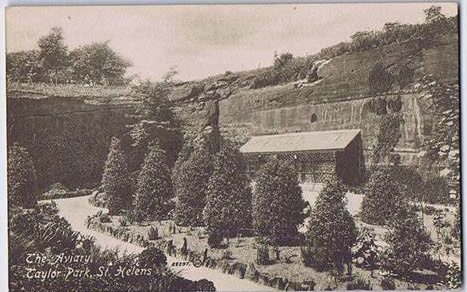 The Aviary,
Taylor Park, St. Helens